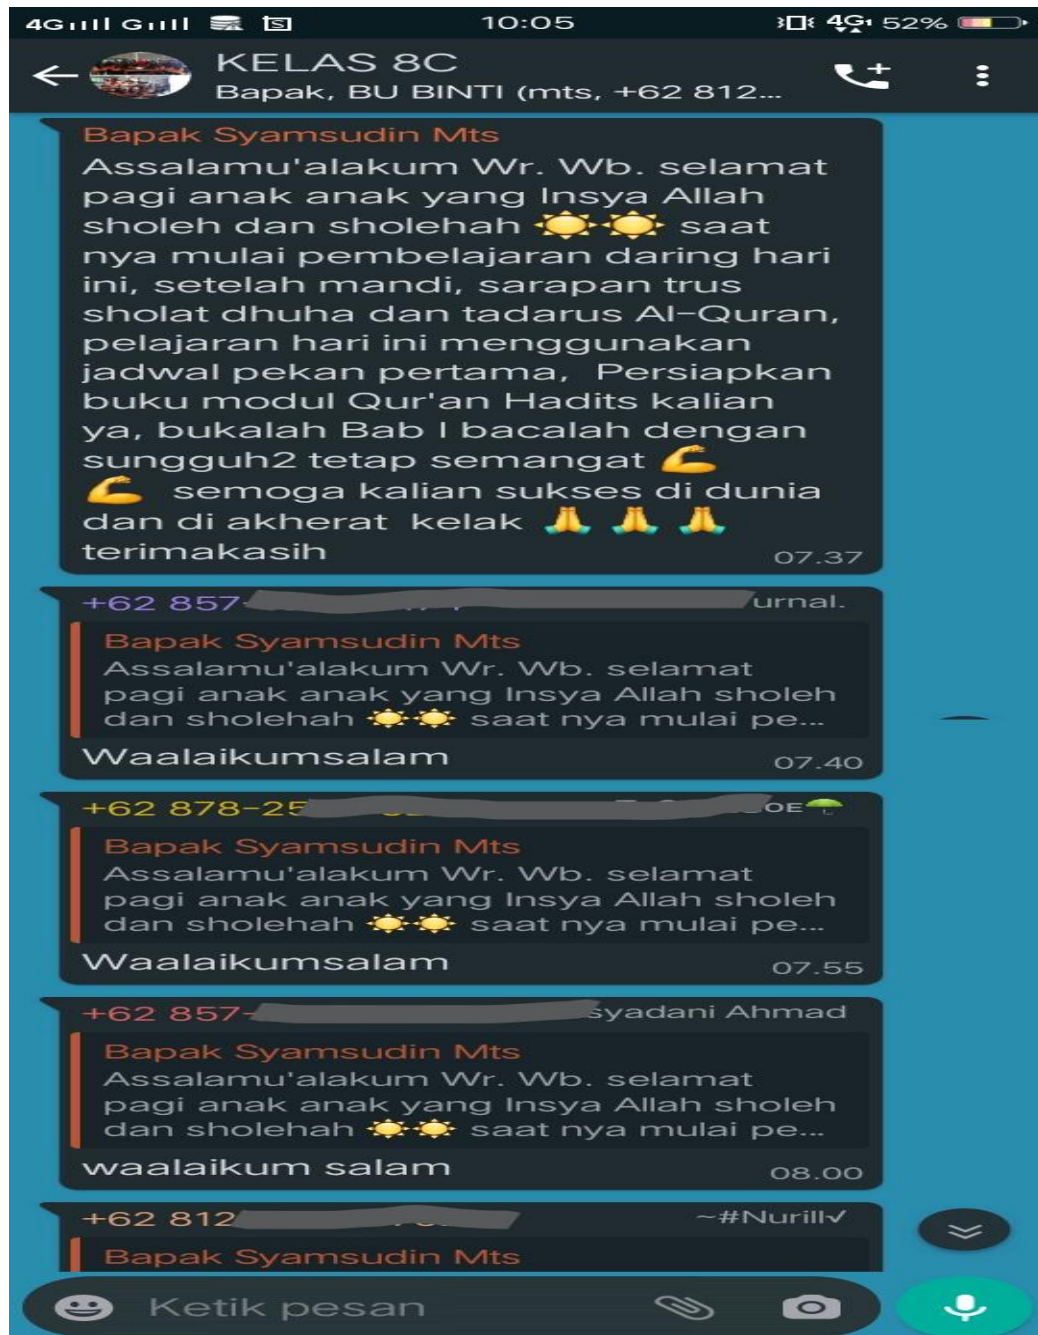 4G G 10:05 4G 52%
KELAS 8C
Bapak, BU BINTI (mts, +62 812...
Bapak Syamsudin Mts
Assalamu'alakum Wr. Wb. selamat
pagi anak anak yang Insya Allah
sholeh dan sholehah ☀️☀️ saat
nya mulai pembelajaran daring hari
ini, setelah mandi, sarapan trus
sholat dhuha dan tadarus Al-Quran,
pelajaran hari ini menggunakan
jadwal pekan pertama, Persiapkan
buku modul Qur'an Hadits kalian
ya, bukalah Bab I bacalah dengan
sungguh2 tetap semangat 💪
💪 semoga kalian sukses di dunia
dan di akherat kelak 🙏 🙏 🙏
terimakasih 07.37
+62 857- urnal.
Bapak Syamsudin Mts
Assalamu'alakum Wr. Wb. selamat
pagi anak anak yang Insya Allah sholeh
dan sholehah ☀️☀️ saat nya mulai pe...
Waalaikumsalam 07.40
+62 878-25 OE🌳
Bapak Syamsudin Mts
Assalamu'alakum Wr. Wb. selamat
pagi anak anak yang Insya Allah sholeh
dan sholehah ☀️☀️ saat nya mulai pe...
Waalaikumsalam 07.55
+62 857- syadani Ahmad
Bapak Syamsudin Mts
Assalamu'alakum Wr. Wb. selamat
pagi anak anak yang Insya Allah sholeh
dan sholehah ☀️☀️ saat nya mulai pe...
waalaikum salam 08.00
+62 812 ~#Nurill✓
Bapak Syamsudin Mts
Ketik pesan